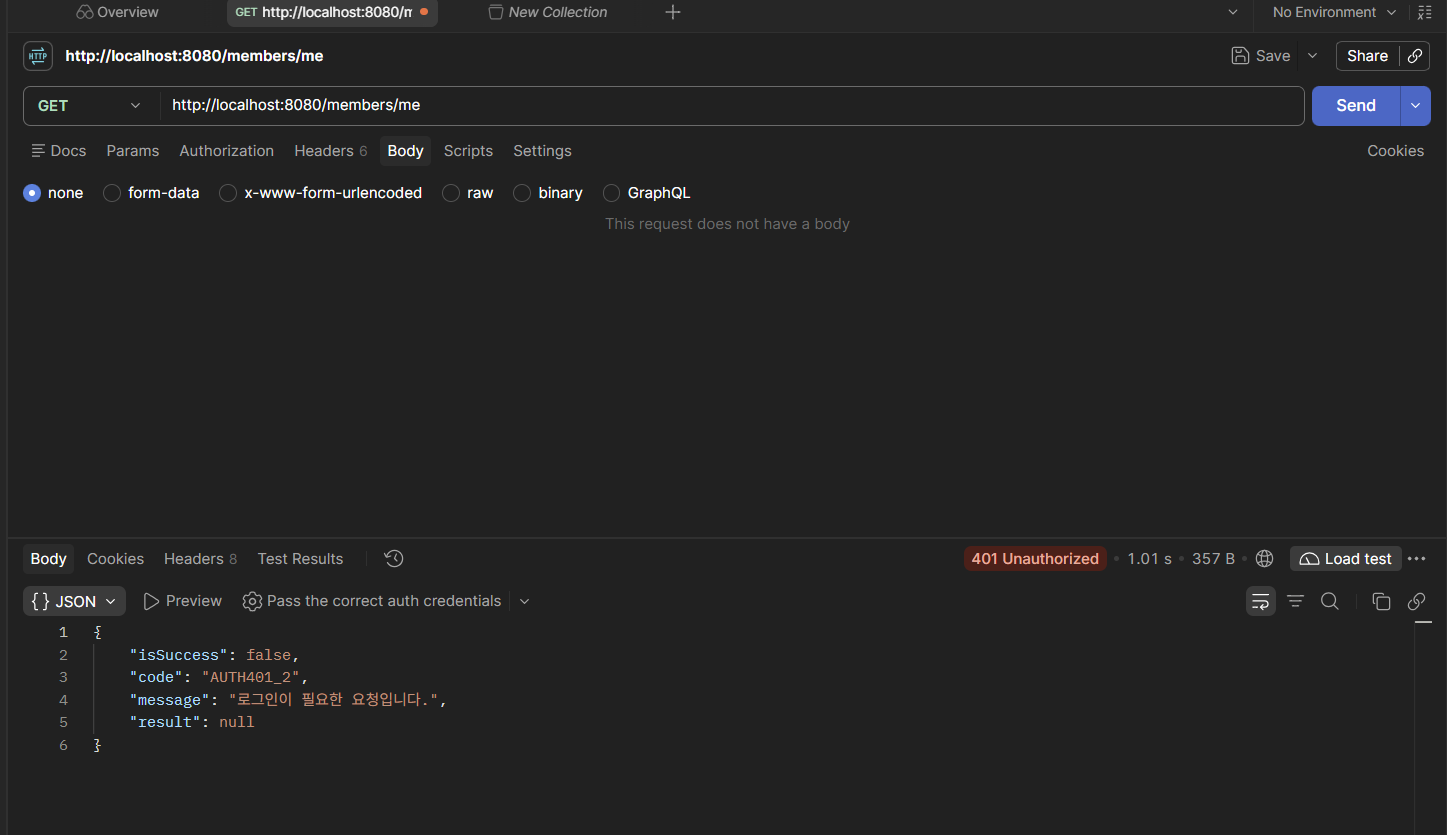 Overview
GET http://localhost:8080/m
New Collection
No Environment
HTTP http://localhost:8080/members/me
Save
Share
GET http://localhost:8080/members/me
Send
Docs Params Authorization Headers 6 Body Scripts Settings Cookies
none form-data x-www-form-urlencoded raw binary GraphQL
This request does not have a body
Body Cookies Headers 8 Test Results 401 Unauthorized • 1.01 s • 357 B • Load test
{} JSON Preview Pass the correct auth credentials
1 {
2 "isSuccess": false,
3 "code": "AUTH401_2",
4 "message": "로그인이 필요한 요청입니다.",
5 "result": null
6 }